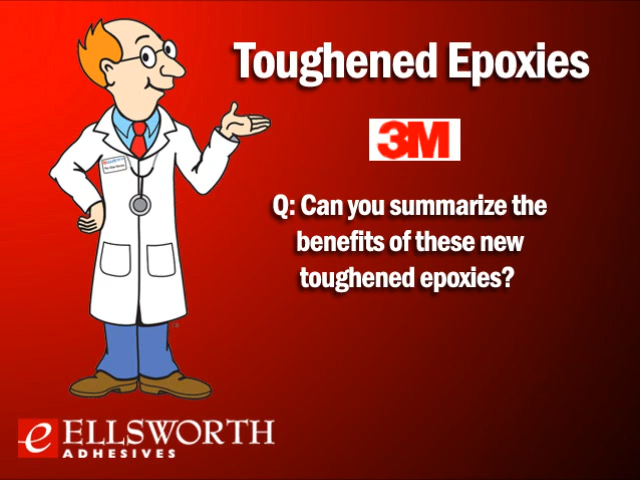 Toughened Epoxies
3M
Q: Can you summarize the
benefits of these new
toughened epoxies?
e ELLSWORTH
ADHESIVES